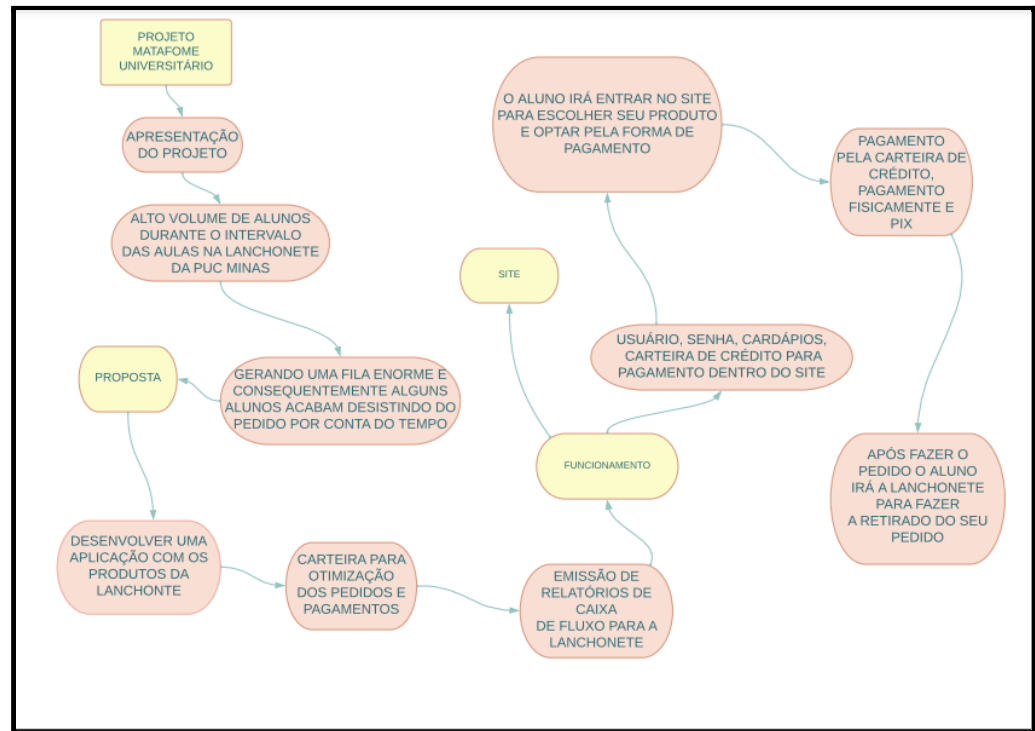 PROJETO
MATAFOME
UNIVERSITÁRIO
APRESENTAÇÃO
DO PROJETO
ALTO VOLUME DE ALUNOS
DURANTE O INTERVALO
DAS AULAS NA LANCHONETE
DA PUC MINAS
GERANDO UMA FILA ENORME E
CONSEQUENTEMENTE ALGUNS
ALUNOS ACABAM DESISTINDO DO
PEDIDO POR CONTA DO TEMPO
PROPOSTA
DESENVOLVER UMA
APLICAÇÃO COM OS
PRODUTOS DA
LANCHONTE
CARTEIRA PARA
OTIMIZAÇÃO
DOS PEDIDOS E
PAGAMENTOS
EMISSÃO DE
RELATÓRIOS DE
CAIXA
DE FLUXO PARA A
LANCHONETE
FUNCIONAMENTO
SITE
USUÁRIO, SENHA, CARDÁPIOS,
CARTEIRA DE CRÉDITO PARA
PAGAMENTO DENTRO DO SITE
O ALUNO IRÁ ENTRAR NO SITE
PARA ESCOLHER SEU PRODUTO
E OPTAR PELA FORMA DE
PAGAMENTO
PAGAMENTO
PELA CARTEIRA DE
CRÉDITO,
PAGAMENTO
FISICAMENTE E
PIX
APÓS FAZER O
PEDIDO O ALUNO
IRÁ A LANCHONETE
PARA FAZER
A RETIRADO DO SEU
PEDIDO